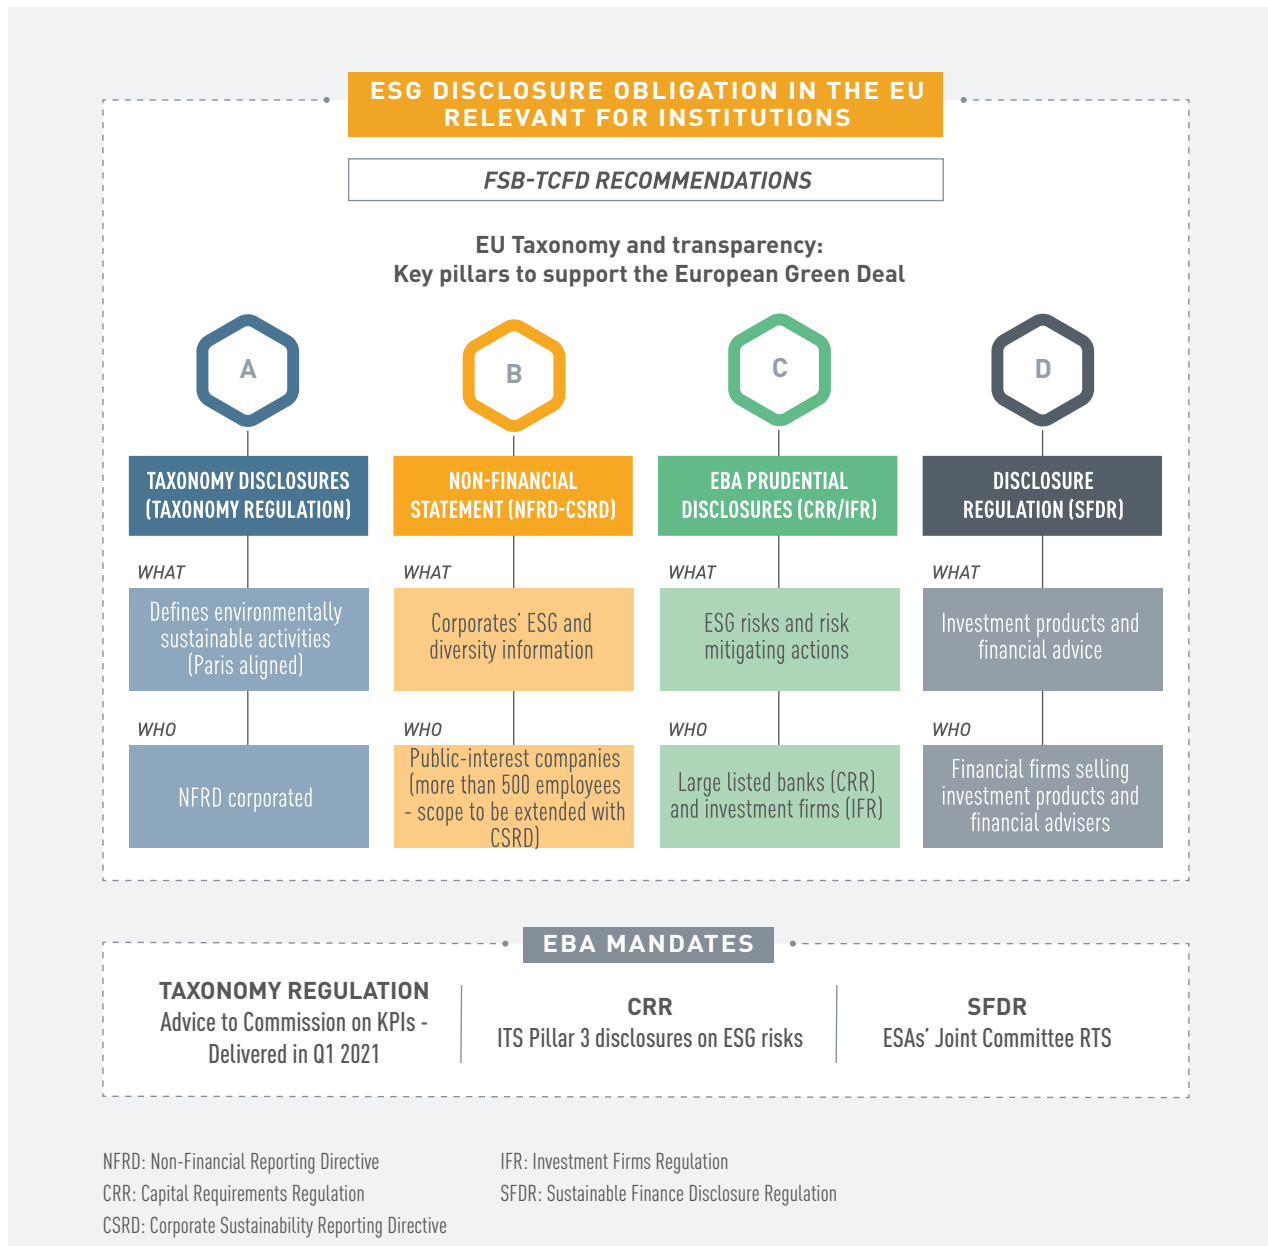 ESG DISCLOSURE OBLIGATION IN THE EU
RELEVANT FOR INSTITUTIONS
FSB-TCFD RECOMMENDATIONS
EU Taxonomy and transparency:
Key pillars to support the European Green Deal
A
TAXONOMY DISCLOSURES
(TAXONOMY REGULATION)
WHAT
Defines environmentally
sustainable activities
(Paris aligned)
WHO
NFRD corporated
B
NON-FINANCIAL
STATEMENT (NFRD-CSRD)
WHAT
Corporates' ESG and
diversity information
WHO
Public-interest companies
(more than 500 employees
- scope to be extended with
CSRD)
C
EBA PRUDENTIAL
DISCLOSURES (CRR/IFR)
WHAT
ESG risks and risk
mitigating actions
WHO
Large listed banks (CRR)
and investment firms (IFR)
D
DISCLOSURE
REGULATION (SFDR)
WHAT
Investment products and
financial advice
WHO
Financial firms selling
investment products and
financial advisers
EBA MANDATES
TAXONOMY REGULATION
Advice to Commission on KPIs -
Delivered in Q1 2021
CRR
ITS Pillar 3 disclosures on ESG risks
SFDR
ESAs' Joint Committee RTS
NFRD: Non-Financial Reporting Directive
CRR: Capital Requirements Regulation
CSRD: Corporate Sustainability Reporting Directive
IFR: Investment Firms Regulation
SFDR: Sustainable Finance Disclosure Regulation